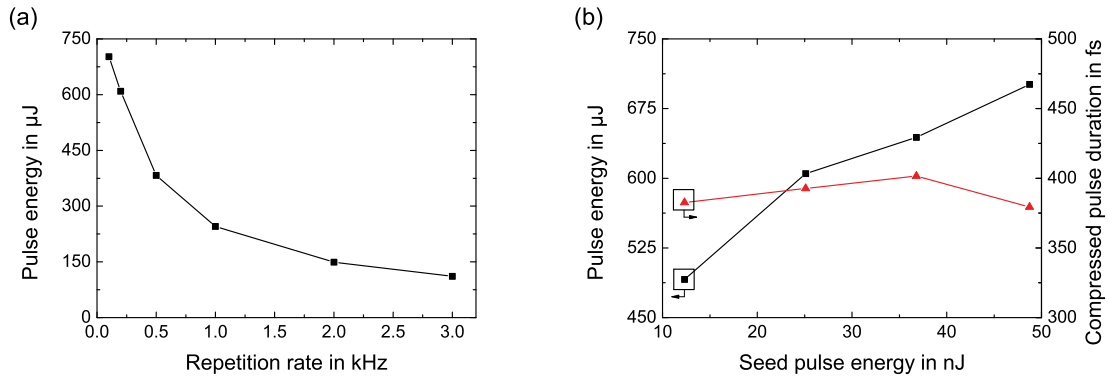 (a)
Pulse energy in µJ
750
600
450
300
150
0
0.0 0.5 1.0 1.5 2.0 2.5 3.0
Repetition rate in kHz
(b)
Pulse energy in µJ
750
675
600
525
450
10 20 30 40 50
Seed pulse energy in nJ
500
450
400
350
300
Compressed pulse duration in fs